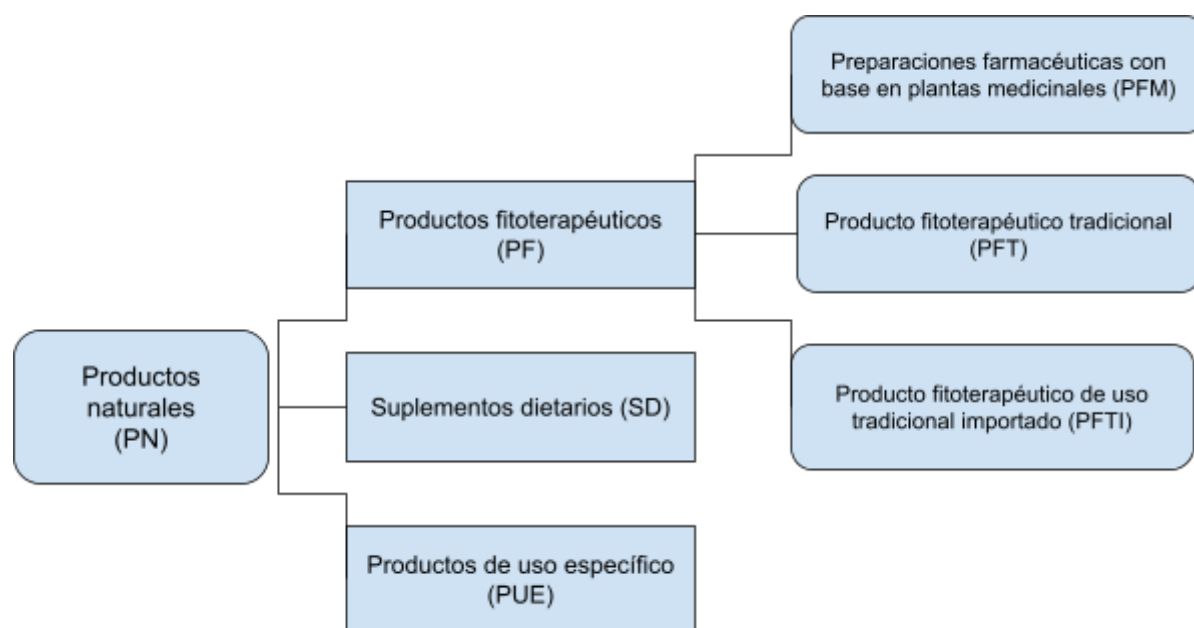 Preparaciones farmacéuticas con
base en plantas medicinales (PFM)
Productos fitoterapéuticos
(PF)
Producto fitoterapéutico tradicional
(PFT)
Productos
naturales
(PN)
Suplementos dietarios (SD)
Producto fitoterapéutico de uso
tradicional importado (PFTI)
Productos de uso específico
(PUE)